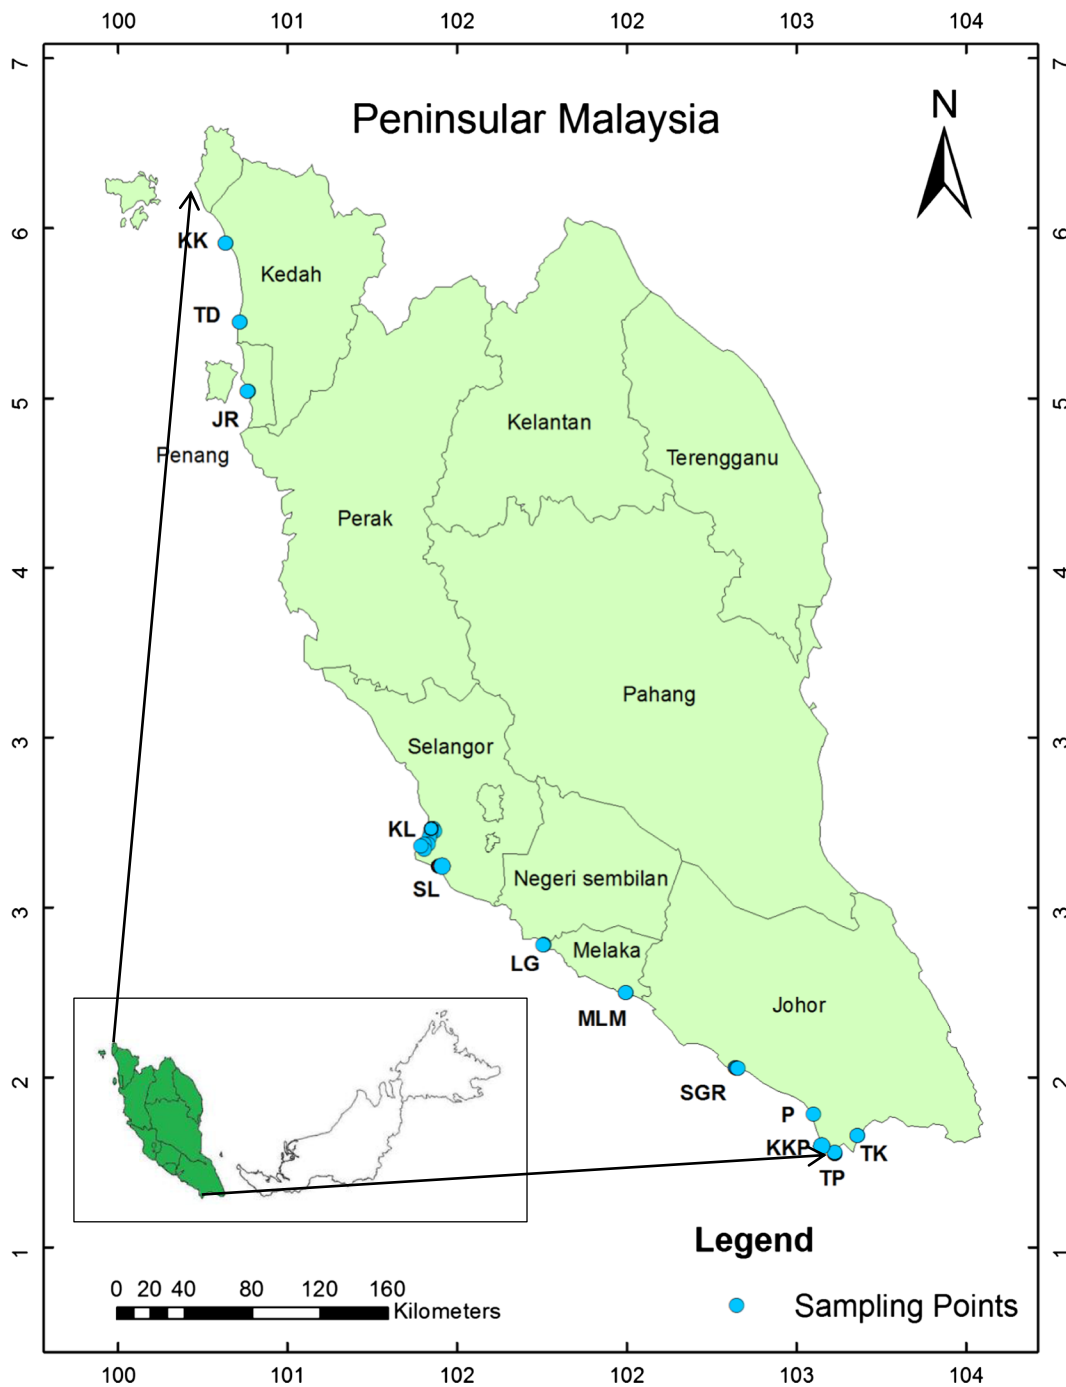 100 101 102 102 103 104
7 7
N
Peninsular Malaysia
6 6
KK
Kedah
TD
5 5
JR
Kelantan
Penang
Terengganu
Perak
4 4
Pahang
3 3
Selangor
KL
Negeri sembilan
SL
3 3
Melaka
LG
Johor
MLM
2 2
SGR
P
KKP
TK
TP
1 1
Legend
0 20 40 80 120 160
Kilometers
Sampling Points
100 101 102 102 103 104